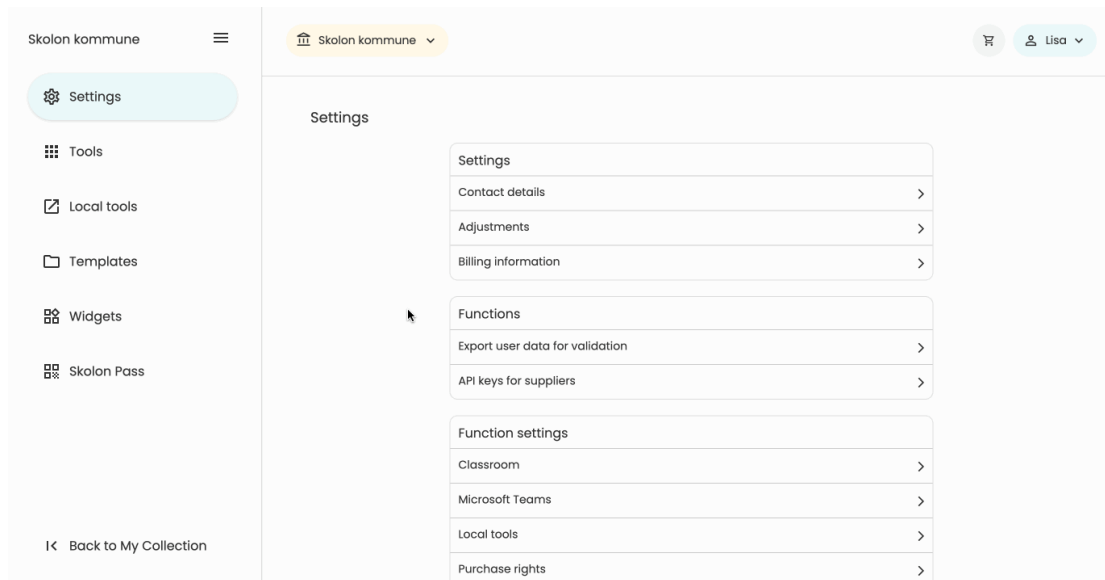 Skolon kommune
Settings
Tools
Local tools
Templates
Widgets
Skolon Pass
Back to My Collection
Skolon kommune
Lisa
Settings
Settings
Contact details
Adjustments
Billing information
Functions
Export user data for validation
API keys for suppliers
Function settings
Classroom
Microsoft Teams
Local tools
Purchase rights